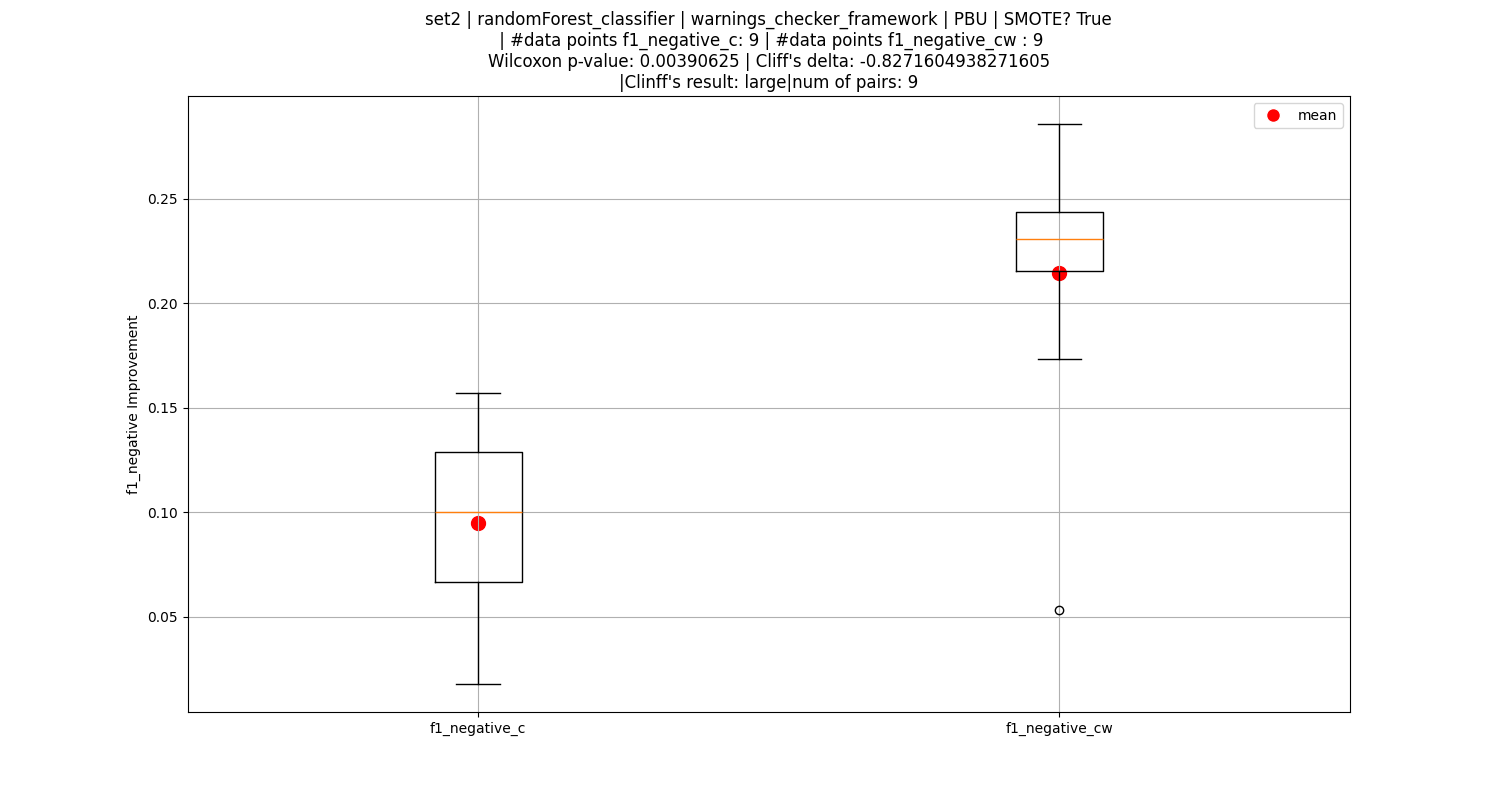 set2 | randomForest_classifier | warnings_checker_framework | PBU | SMOTE? True
| #data points f1_negative_c: 9 | #data points f1_negative_cw : 9
Wilcoxon p-value: 0.00390625 | Cliff's delta: -0.8271604938271605
|Clinff's result: large|num of pairs: 9
mean
0.25
0.20
0.15
0.10
0.05
f1_negative Improvement
f1_negative_c
f1_negative_cw